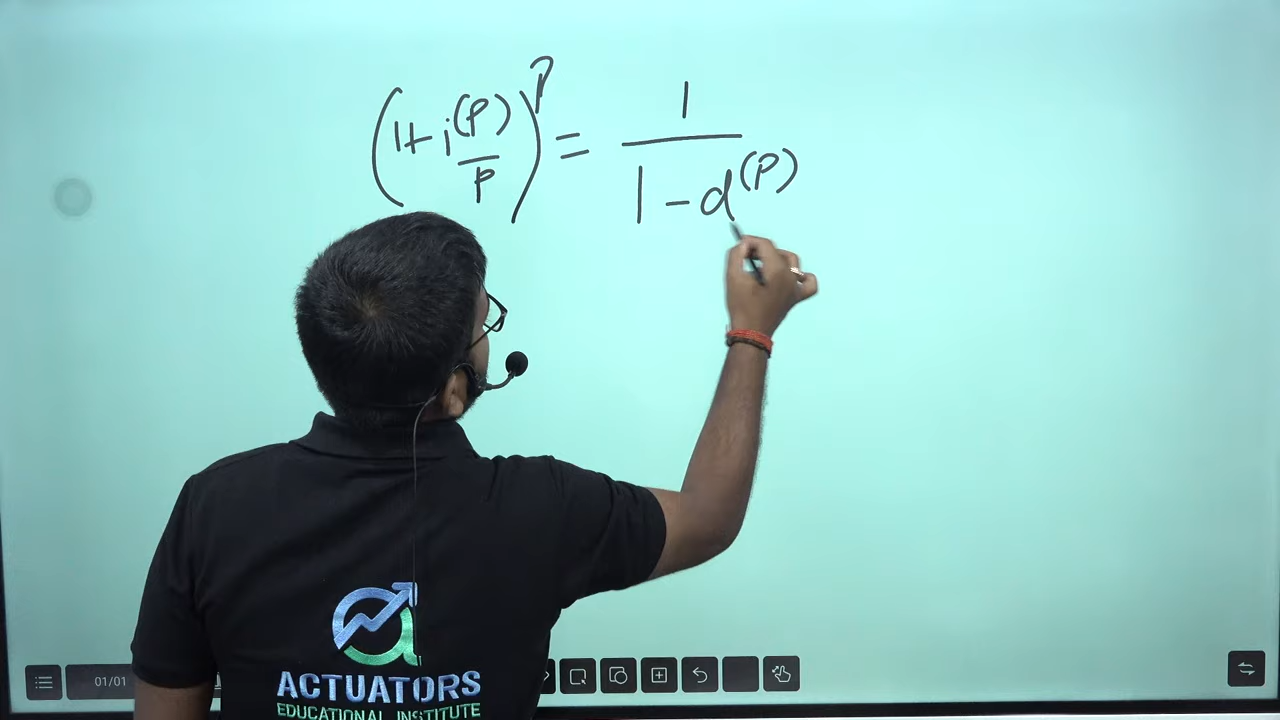 (1+ i^(P)/P)^P = 1/(1 - d^(P))
01/01
ACTUATORS
EDUCATIONAL INSTITUTE